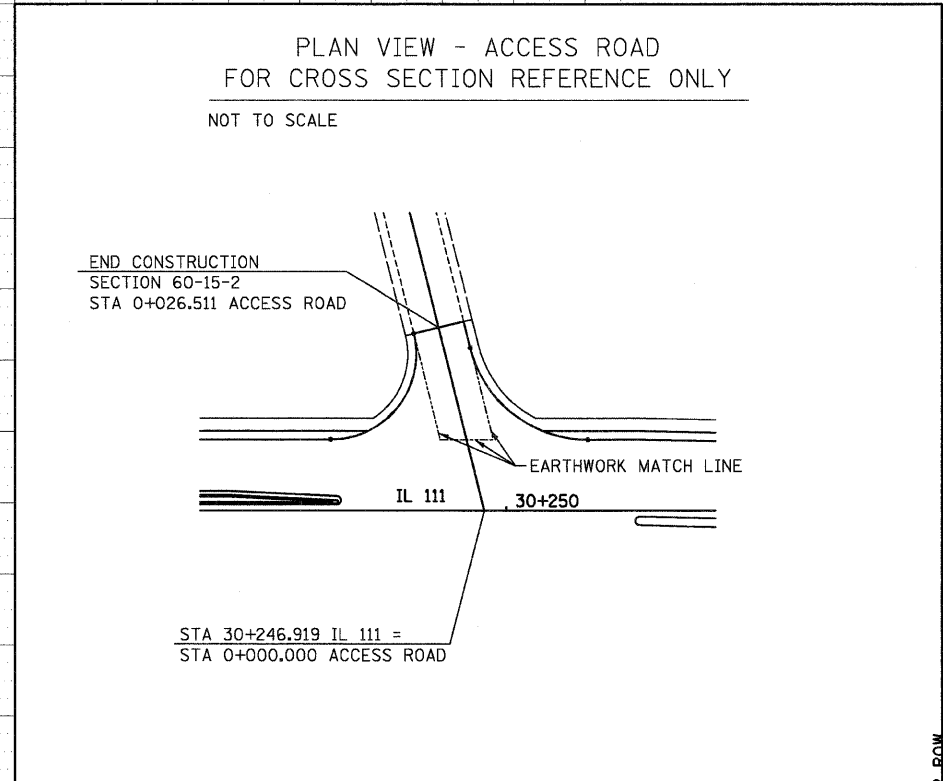 PLAN VIEW - ACCESS ROAD
FOR CROSS SECTION REFERENCE ONLY
NOT TO SCALE
END CONSTRUCTION
SECTION 60-15-2
STA 0+026.511 ACCESS ROAD
EARTHWORK MATCH LINE
IL 111
30+250
STA 30+246.919 IL 111 =
STA 0+000.000 ACCESS ROAD
ROW